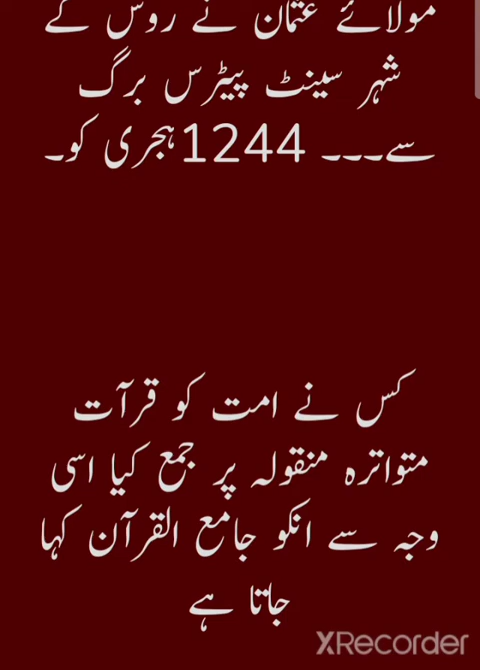 مولائے عثمان نے روس کے
شہر سینٹ پیٹرس برگ
سے--- 1244ہجری کو۔
کس نے امت کو قرآت
متواترہ منقولہ پر جمع کیا اسی
وجہ سے انکو جامع القرآن کہا
جاتا ہے
XRecorder